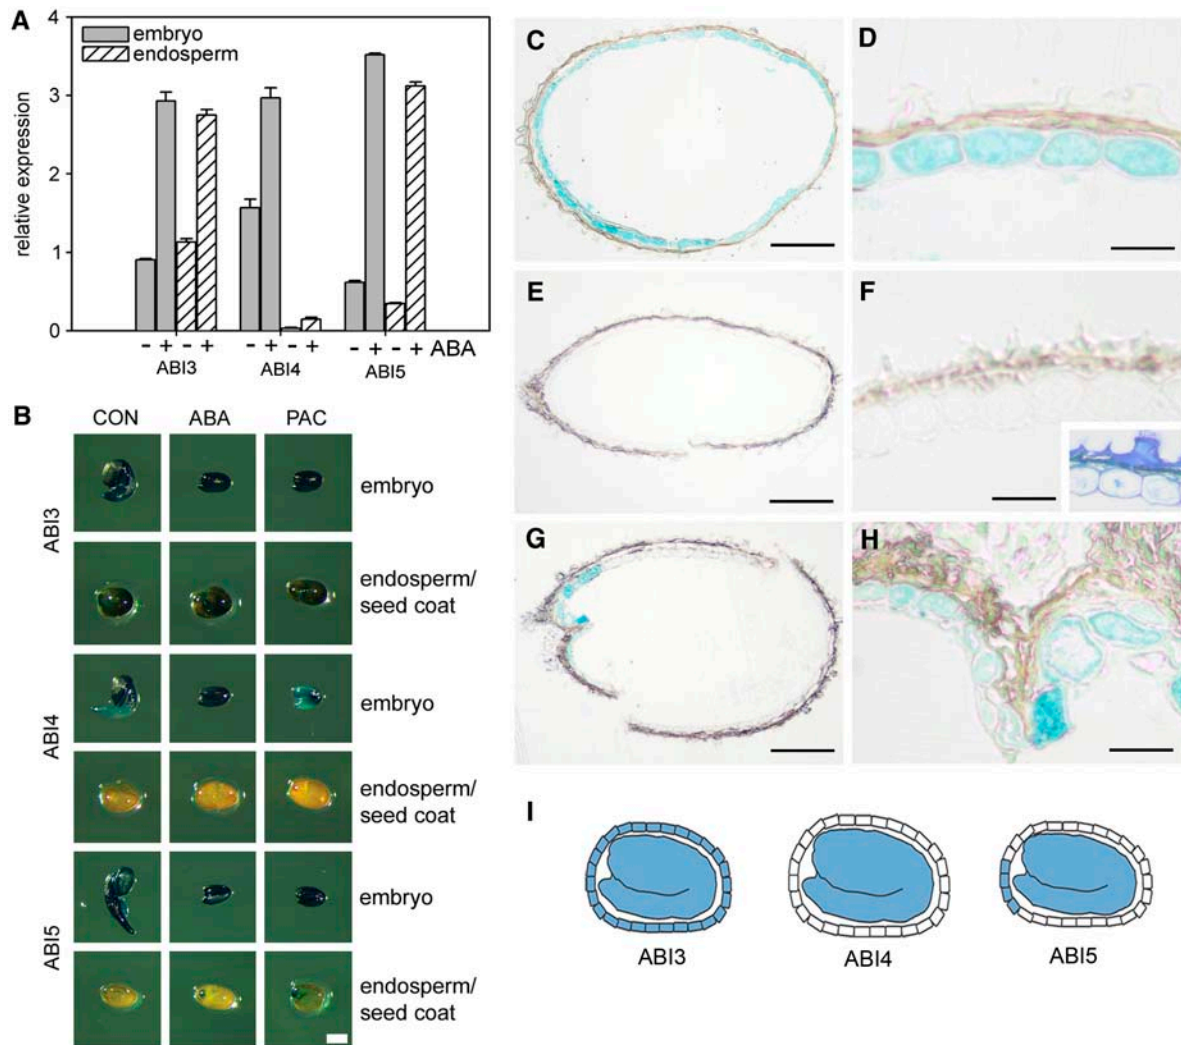 A
4
3
2
1
0
relative expression
embryo
endosperm
- + - + - + - + - + - + ABA
ABI3 ABI4 ABI5
B
CON ABA PAC
ABI3
embryo
endosperm/
seed coat
ABI4
embryo
endosperm/
seed coat
ABI5
embryo
endosperm/
seed coat
C
D
E
F
G
H
I
ABI3 ABI4 ABI5